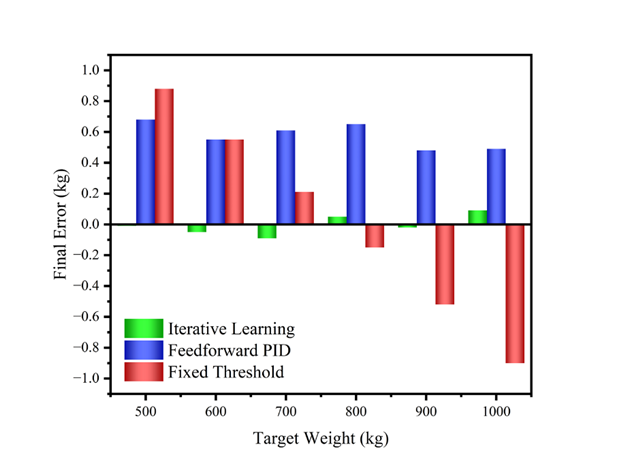 1.0
0.8
0.6
0.4
0.2
0.0
−0.2
−0.4
−0.6
−0.8
−1.0
Final Error (kg)
Iterative Learning
Feedforward PID
Fixed Threshold
500 600 700 800 900 1000
Target Weight (kg)